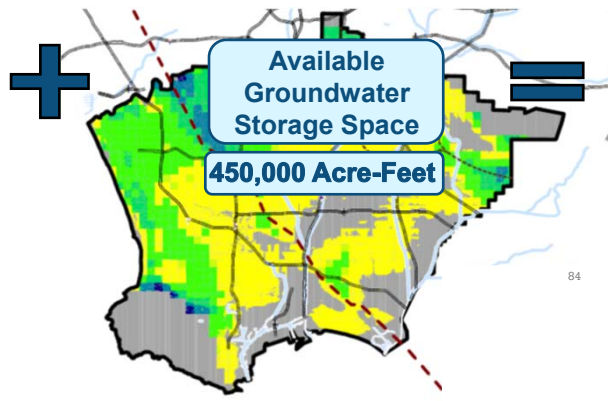 Available
Groundwater
Storage Space
450,000 Acre-Feet
84